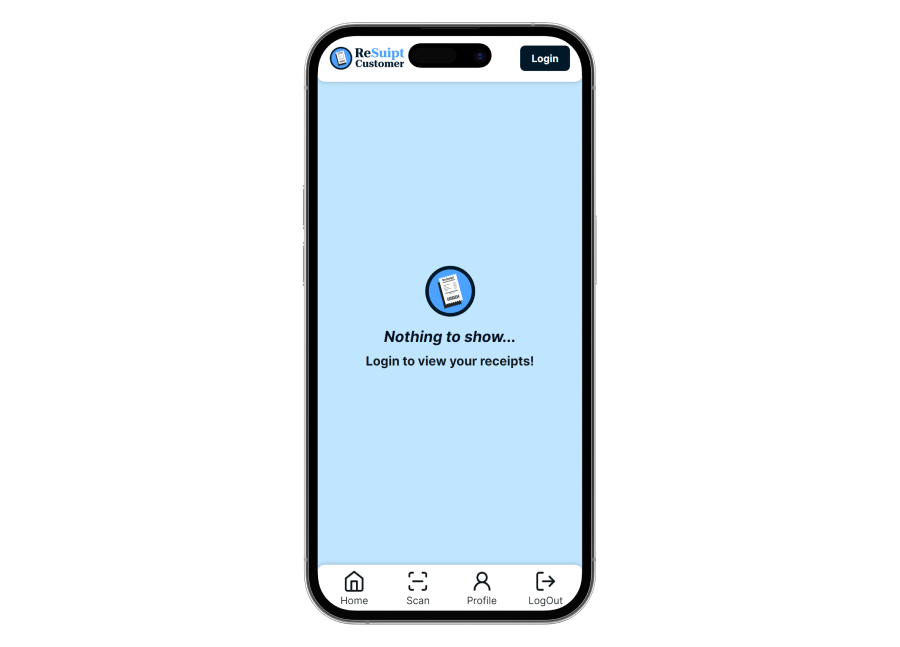 ReSuipt
Customer
Login
Nothing to show...
Login to view your receipts!
Home
Scan
Profile
LogOut